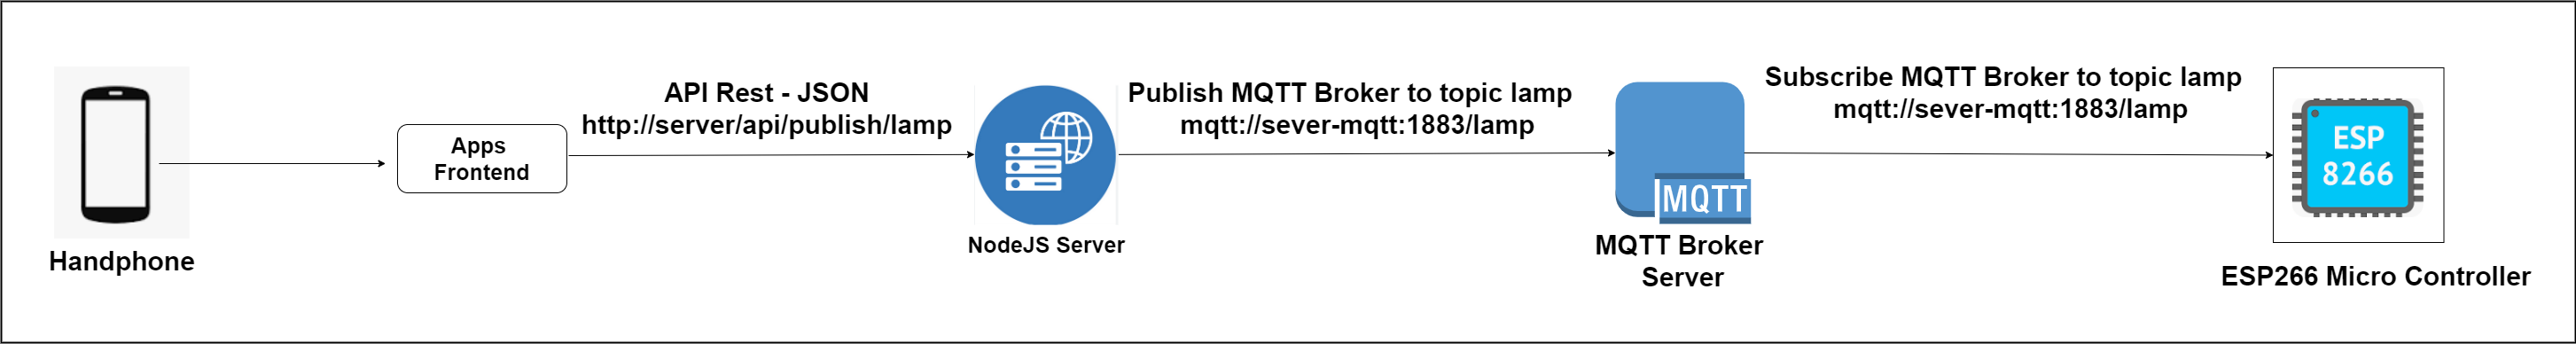 Handphone
Apps
Frontend
API Rest - JSON
http://server/api/publish/lamp
NodeJS Server
Publish MQTT Broker to topic lamp
mqtt://sever-mqtt:1883/lamp
MQTT
MQTT Broker
Server
Subscribe MQTT Broker to topic lamp
mqtt://sever-mqtt:1883/lamp
ESP
8266
ESP266 Micro Controller